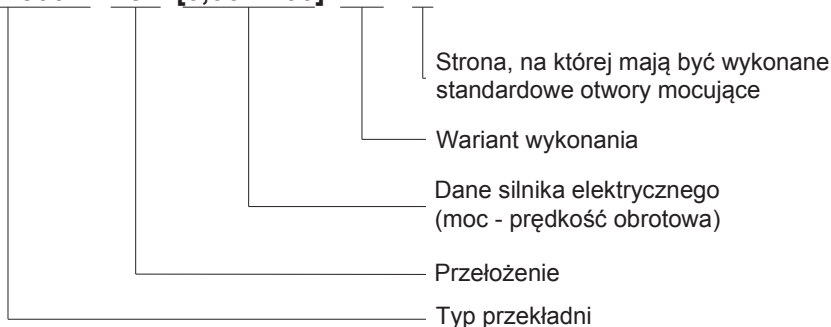 Strona, na której mają być wykonane
standardowe otwory mocujące
Wariant wykonania
Dane silnika elektrycznego
(moc - prędkość obrotowa)
Przełożenie
Typ przekładni